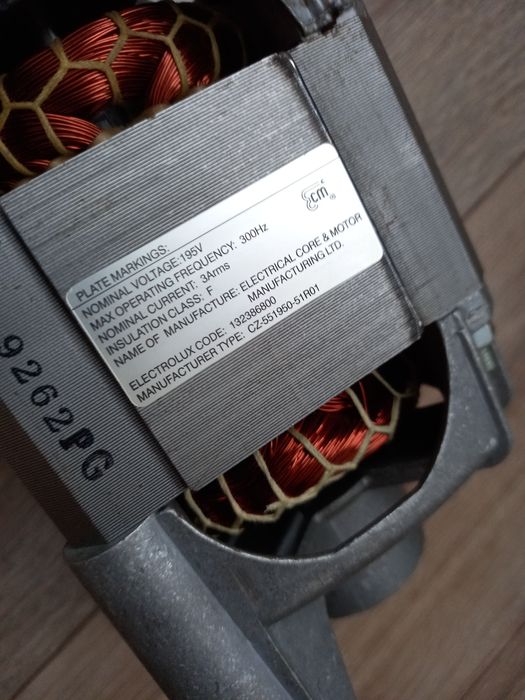 PLATE MARKINGS:
NOMINAL VOLTAGE:195V
MAX OPERATING FREQUENCY: 300Hz
NOMINAL CURRENT: 3Arms
INSULATION CLASS: F
NAME OF MANUFACTURE: ELECTRICAL CORE & MOTOR
MANUFACTURING LTD.
ELECTROLUX CODE: 132386800
MANUFACTURER TYPE: CZ-551950-51R01
ecm ®
9262PG